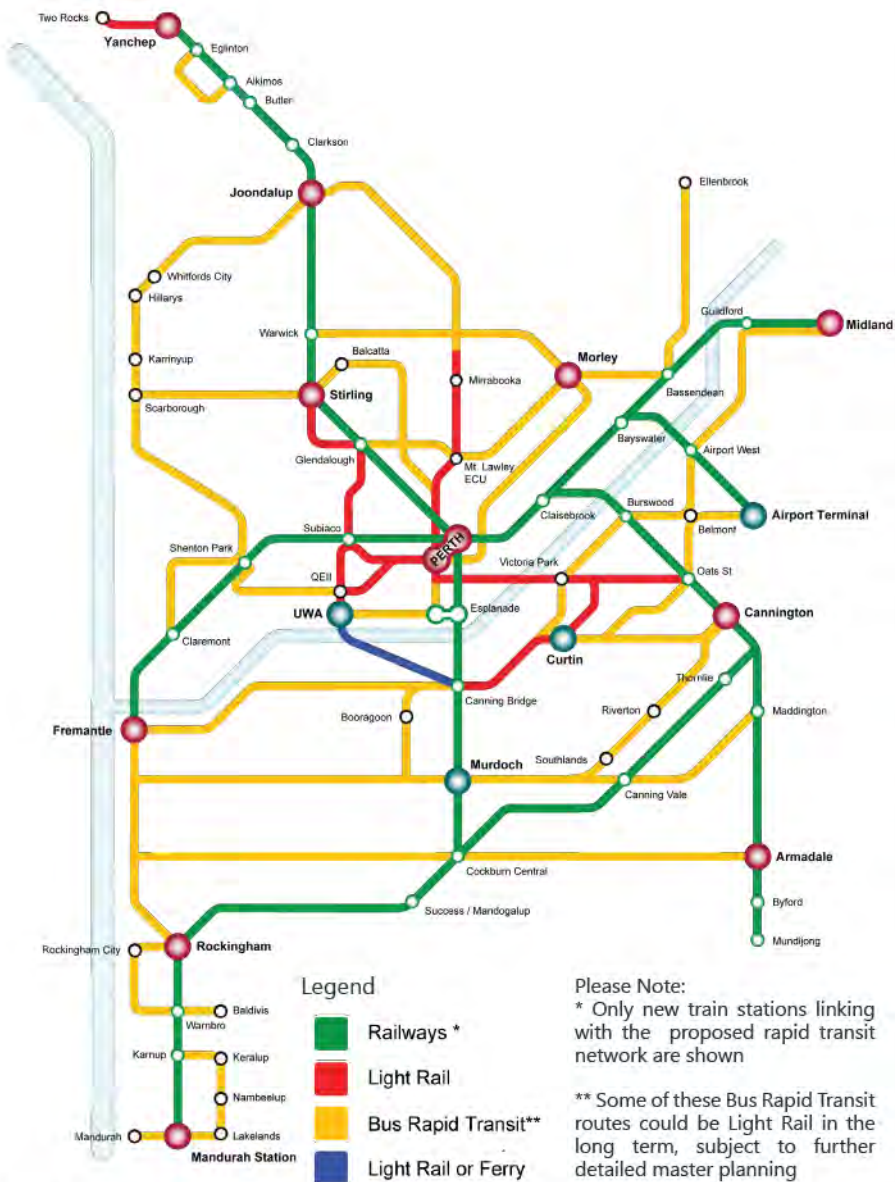 Two Rocks
Yanchep
Eglinton
Alkimos
Butler
Clarkson
Joondalup
Ellenbrook
Whitfords City
Hillarys
Guildford
Midland
Warwick
Balcatta
Morley
Karrinyup
Mirrabooka
Bassendean
Stirling
Scarborough
Bayswater
Glendalough
Mt. Lawley
ECU
Airport West
Claisebrook
Burswood
Airport Terminal
Subiaco
PERTH
Belmont
Shenton Park
Victoria Park
QEII
Oats St
UWA
Esplanade
Cannington
Claremont
Curtin
Thornlie
Canning Bridge
Riverton
Maddington
Booragoon
Fremantle
Murdoch
Southlands
Canning Vale
Armadale
Cockburn Central
Byford
Success / Mandogalup
Rockingham City
Rockingham
Mundijong
Baldivis
Warnbro
Karnup
Keralup
Nambeelup
Mandurah
Lakelands
Mandurah Station
Legend
Railways *
Light Rail
Bus Rapid Transit**
Light Rail or Ferry
Please Note:
* Only new train stations linking
with the proposed rapid transit
network are shown
** Some of these Bus Rapid Transit
routes could be Light Rail in the
long term, subject to further
detailed master planning